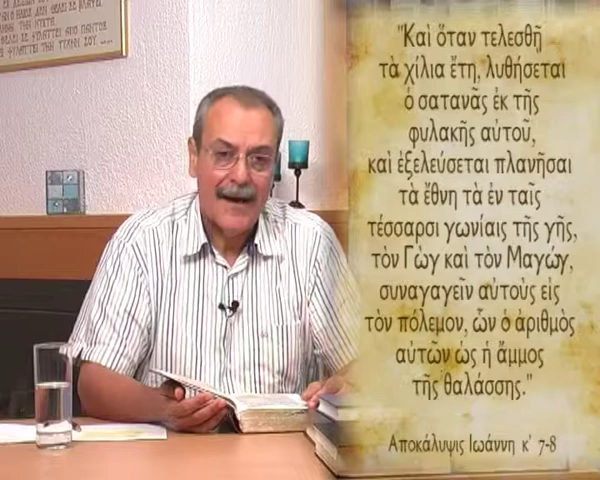 "Καὶ ὅταν τελεσθῇ
τὰ χίλια ἔτη, λυθήσεται
ὁ σατανᾶς ἐκ τῆς
φυλακῆς αὐτοῦ,
καὶ ἐξελεύσεται πλανῆσαι
τὰ ἔθνη τὰ ἐν ταῖς
τέσσαρσι γωνίαις τῆς γῆς,
τὸν Γὼγ καὶ τὸν Μαγώγ,
συναγαγεῖν αὐτοὺς εἰς
τὸν πόλεμον, ὧν ὁ ἀριθμὸς
αὐτῶν ὡς ἡ ἄμμος
τῆς θαλάσσης."
Αποκάλυψις Ιωάννη κ' 7-8